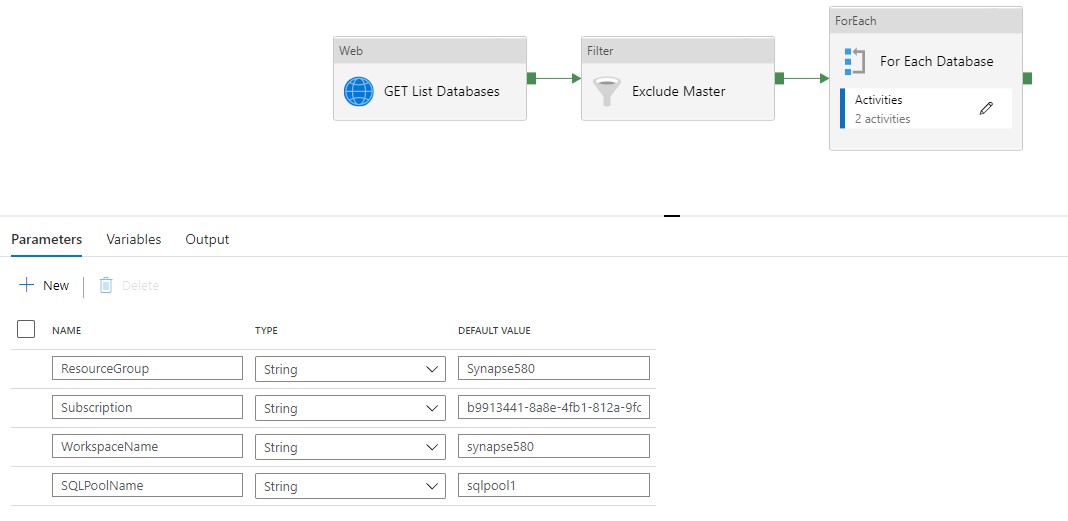 Web
GET List Databases
Filter
Exclude Master
ForEach
For Each Database
Activities
2 activities
Parameters Variables Output
New Delete
NAME TYPE DEFAULT VALUE
ResourceGroup String Synapse580
Subscription String b9913441-8a8e-4fb1-812a-9fc
WorkspaceName String synapse580
SQLPoolName String sqlpool1